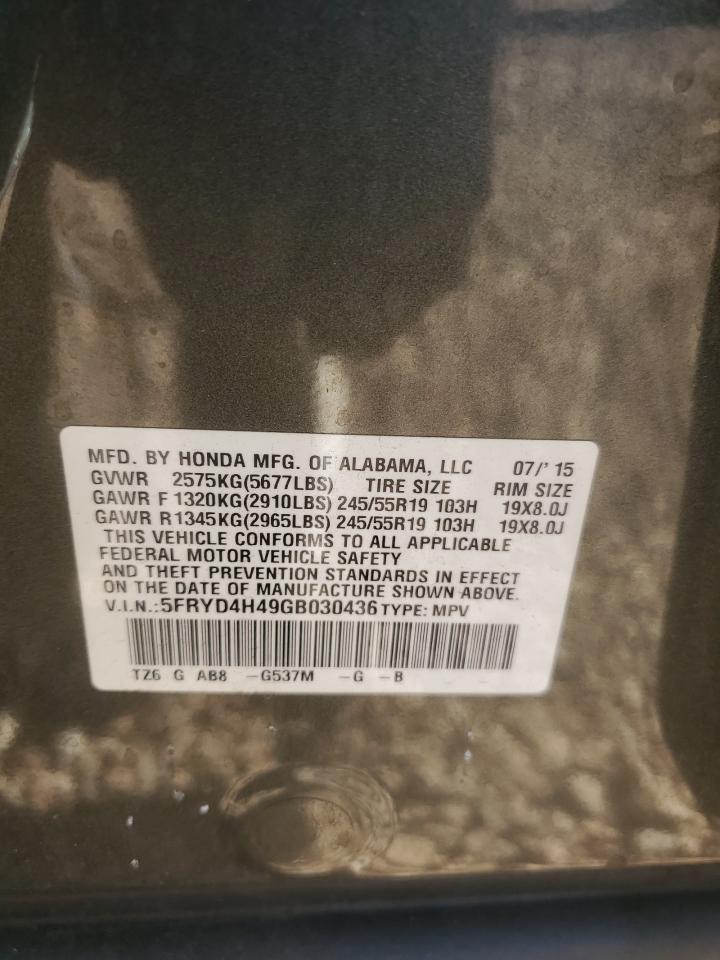 MFD. BY HONDA MFG. OF ALABAMA, LLC 07/'15
GVWR 2575KG(5677LBS) TIRE SIZE RIM SIZE
GAWR F 1320KG(2910LBS) 245/55R19 103H 19X8.0J
GAWR R1345KG(2965LBS) 245/55R19 103H 19X8.0J
THIS VEHICLE CONFORMS TO ALL APPLICABLE
FEDERAL MOTOR VEHICLE SAFETY
AND THEFT PREVENTION STANDARDS IN EFFECT
ON THE DATE OF MANUFACTURE SHOWN ABOVE.
V.I.N.:5FRYD4H49GB030436 TYPE: MPV
TZ6 G AB8 -G537M -G -B